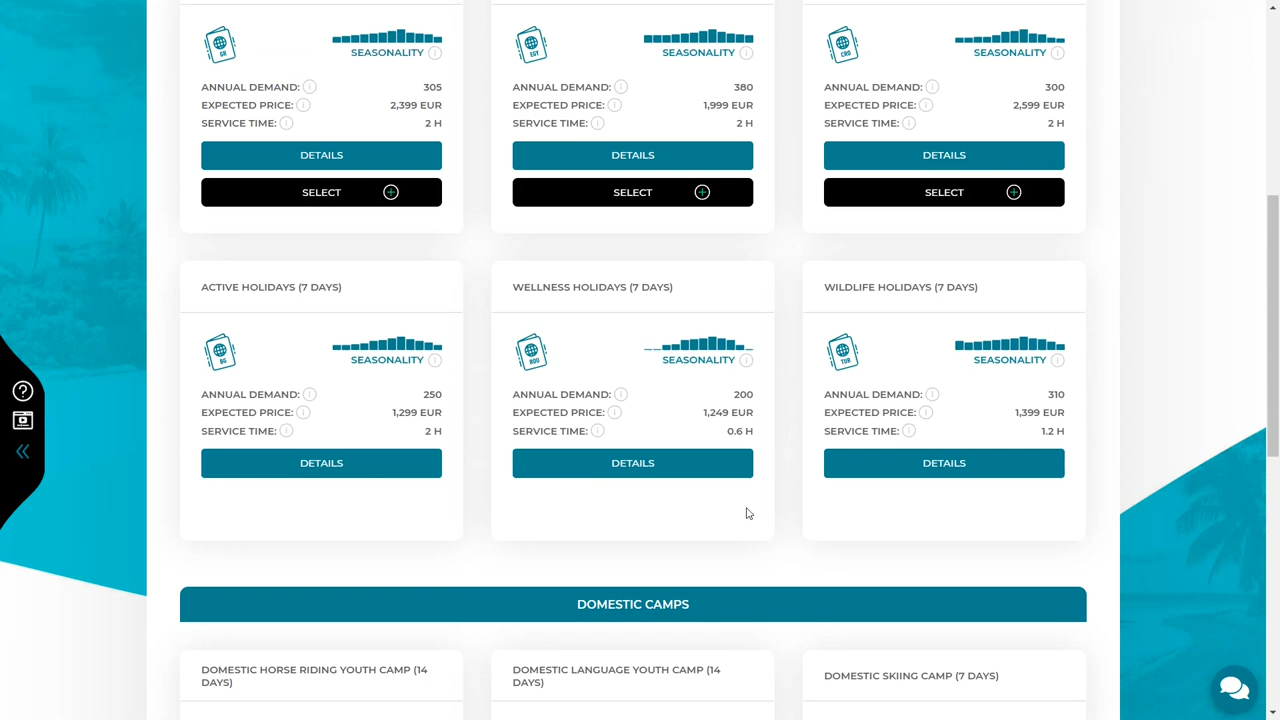 GR
SEASONALITY
ANNUAL DEMAND: 305
EXPECTED PRICE: 2,399 EUR
SERVICE TIME: 2 H
DETAILS
SELECT
EGY
SEASONALITY
ANNUAL DEMAND: 380
EXPECTED PRICE: 1,999 EUR
SERVICE TIME: 2 H
DETAILS
SELECT
SEASONALITY
ANNUAL DEMAND: 300
EXPECTED PRICE: 2,599 EUR
SERVICE TIME: 2 H
DETAILS
SELECT
ACTIVE HOLIDAYS (7 DAYS)
BG
SEASONALITY
ANNUAL DEMAND: 250
EXPECTED PRICE: 1,299 EUR
SERVICE TIME: 2 H
DETAILS
WELLNESS HOLIDAYS (7 DAYS)
ROU
SEASONALITY
ANNUAL DEMAND: 200
EXPECTED PRICE: 1,249 EUR
SERVICE TIME: 0.6 H
DETAILS
WILDLIFE HOLIDAYS (7 DAYS)
TUR
SEASONALITY
ANNUAL DEMAND: 310
EXPECTED PRICE: 1,399 EUR
SERVICE TIME: 1.2 H
DETAILS
DOMESTIC CAMPS
DOMESTIC HORSE RIDING YOUTH CAMP (14
DAYS)
DOMESTIC LANGUAGE YOUTH CAMP (14
DAYS)
DOMESTIC SKIING CAMP (7 DAYS)